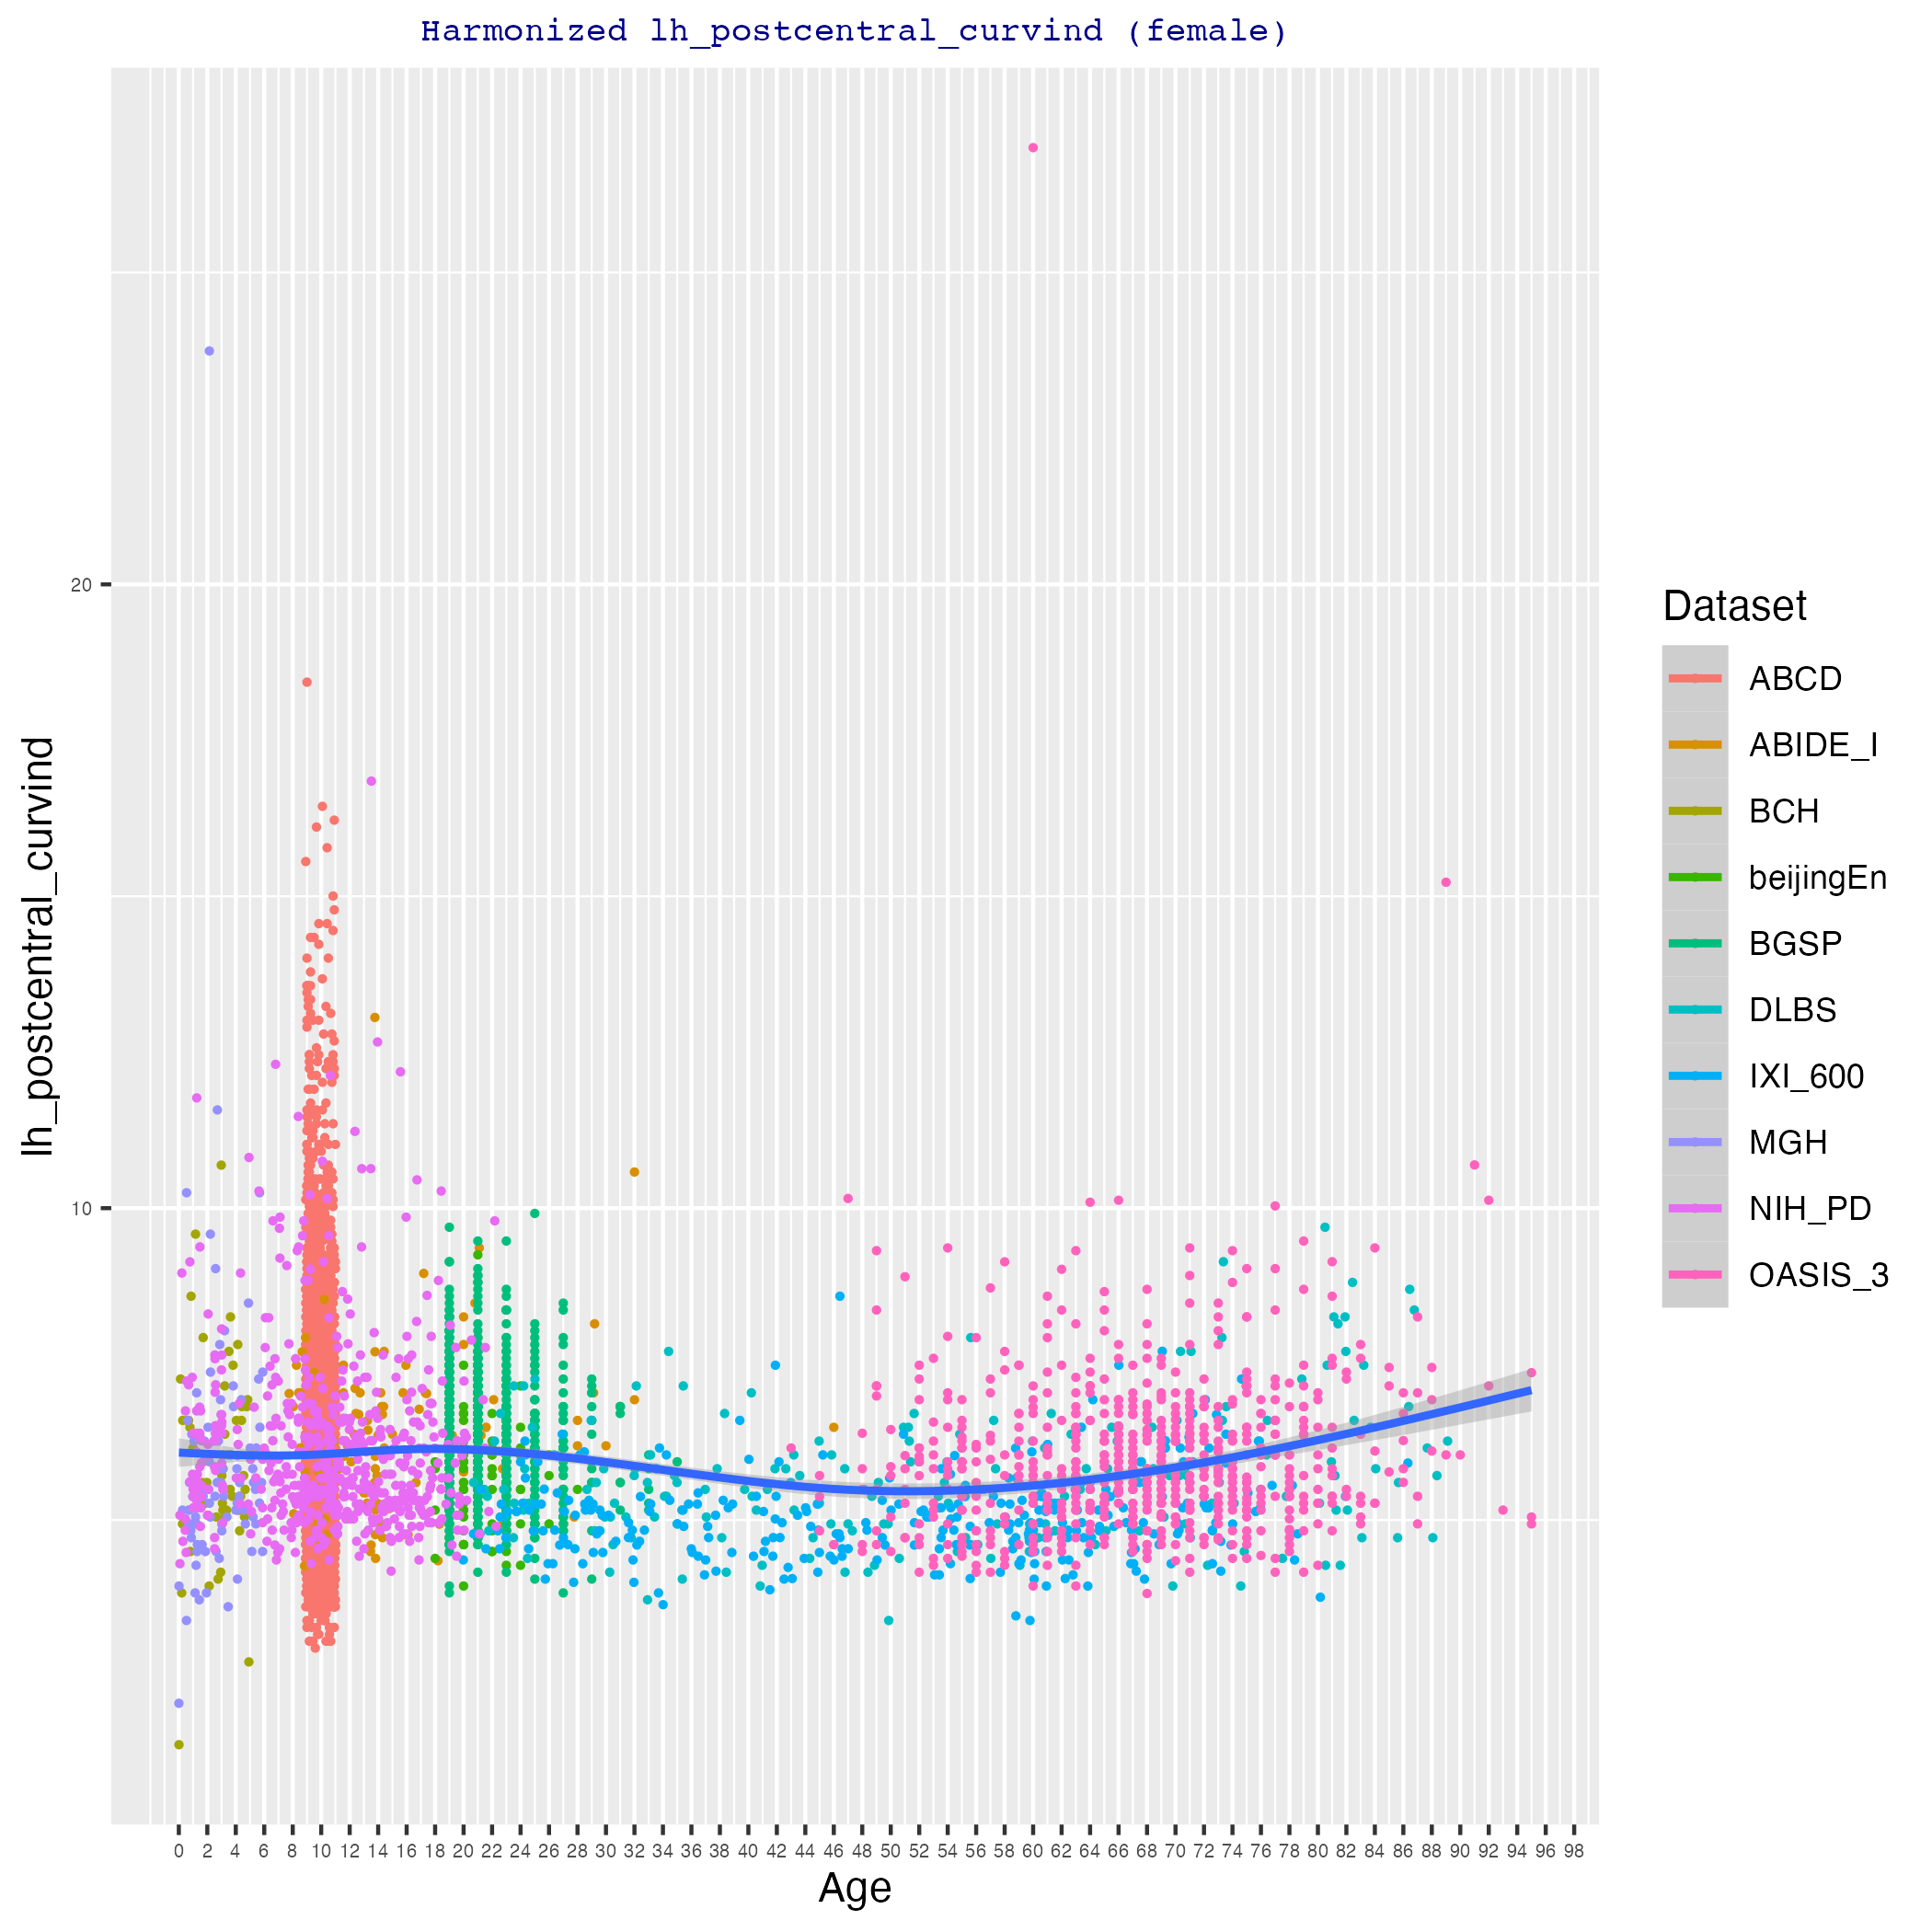 Harmonized lh_postcentral_curvind (female)
lh_postcentral_curvind
20
10
0 2 4 6 8 10 12 14 16 18 20 22 24 26 28 30 32 34 36 38 40 42 44 46 48 50 52 54 56 58 60 62 64 66 68 70 72 74 76 78 80 82 84 86 88 90 92 94 96 98
Age
Dataset
ABCD
ABIDE_I
BCH
beijingEn
BGSP
DLBS
IXI_600
MGH
NIH_PD
OASIS_3